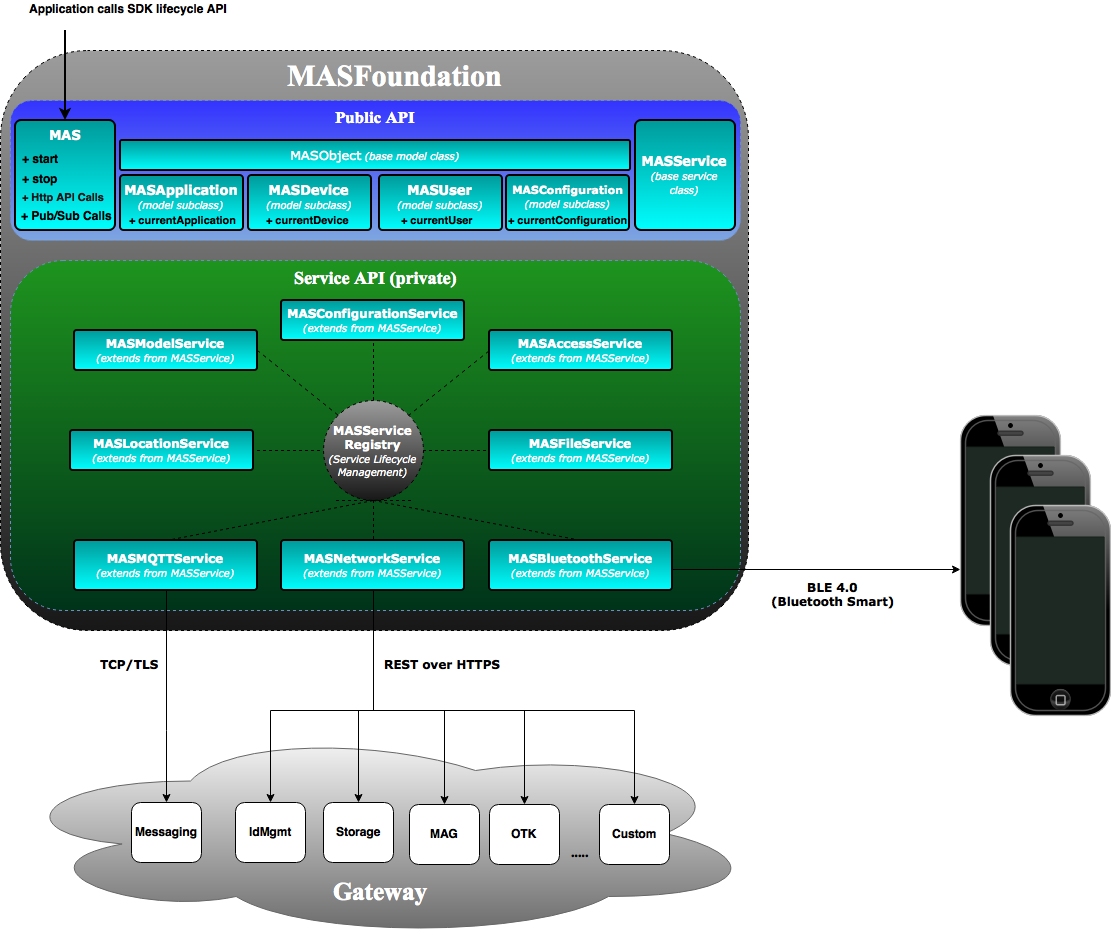 Application calls SDK lifecycle API
MASFoundation
Public API
MAS
+ start
+ stop
+ Http API Calls
+ Pub/Sub Calls
MASObject (base model class)
MASApplication
(model subclass)
+ currentApplication
MASDevice
(model subclass)
+ currentDevice
MASUser
(model subclass)
+ currentUser
MASConfiguration
(model subclass)
+ currentConfiguration
MASService
(base service
class)
Service API (private)
MASConfigurationService
(extends from MASService)
MASModelService
(extends from MASService)
MASAccessService
(extends from MASService)
MASLocationService
(extends from MASService)
MASService
Registry
(Service Lifecycle
Management)
MASFileService
(extends from MASService)
MASMQTTService
(extends from MASService)
MASNetworkService
(extends from MASService)
MASBluetoothService
(extends from MASService)
BLE 4.0
(Bluetooth Smart)
TCP/TLS
REST over HTTPS
Messaging
IdMgmt
Storage
MAG
OTK
.....
Custom
Gateway